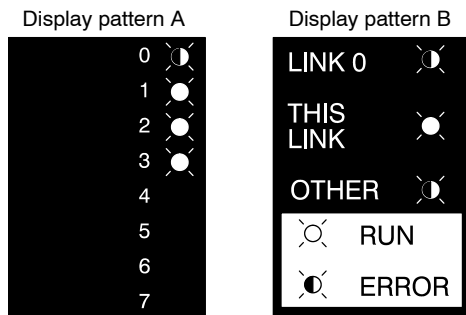 Display pattern A
0
1
2
3
4
5
6
7
Display pattern B
LINK 0
THIS
LINK
OTHER
RUN
ERROR